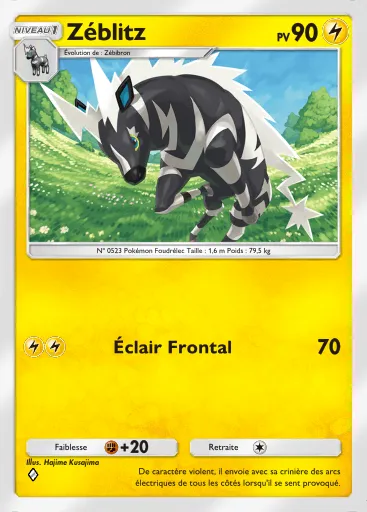 NIVEAU 1
Zéblitz
PV 90
Évolution de : Zébibron
N° 0523 Pokémon Foudrélec Taille : 1,6 m Poids : 79,5 kg
Éclair Frontal 70
Faiblesse +20 Retraite
Illus. Hajime Kusajima
De caractère violent, il envoie avec sa crinière des arcs
électriques de tous les côtés lorsqu'il se sent provoqué.